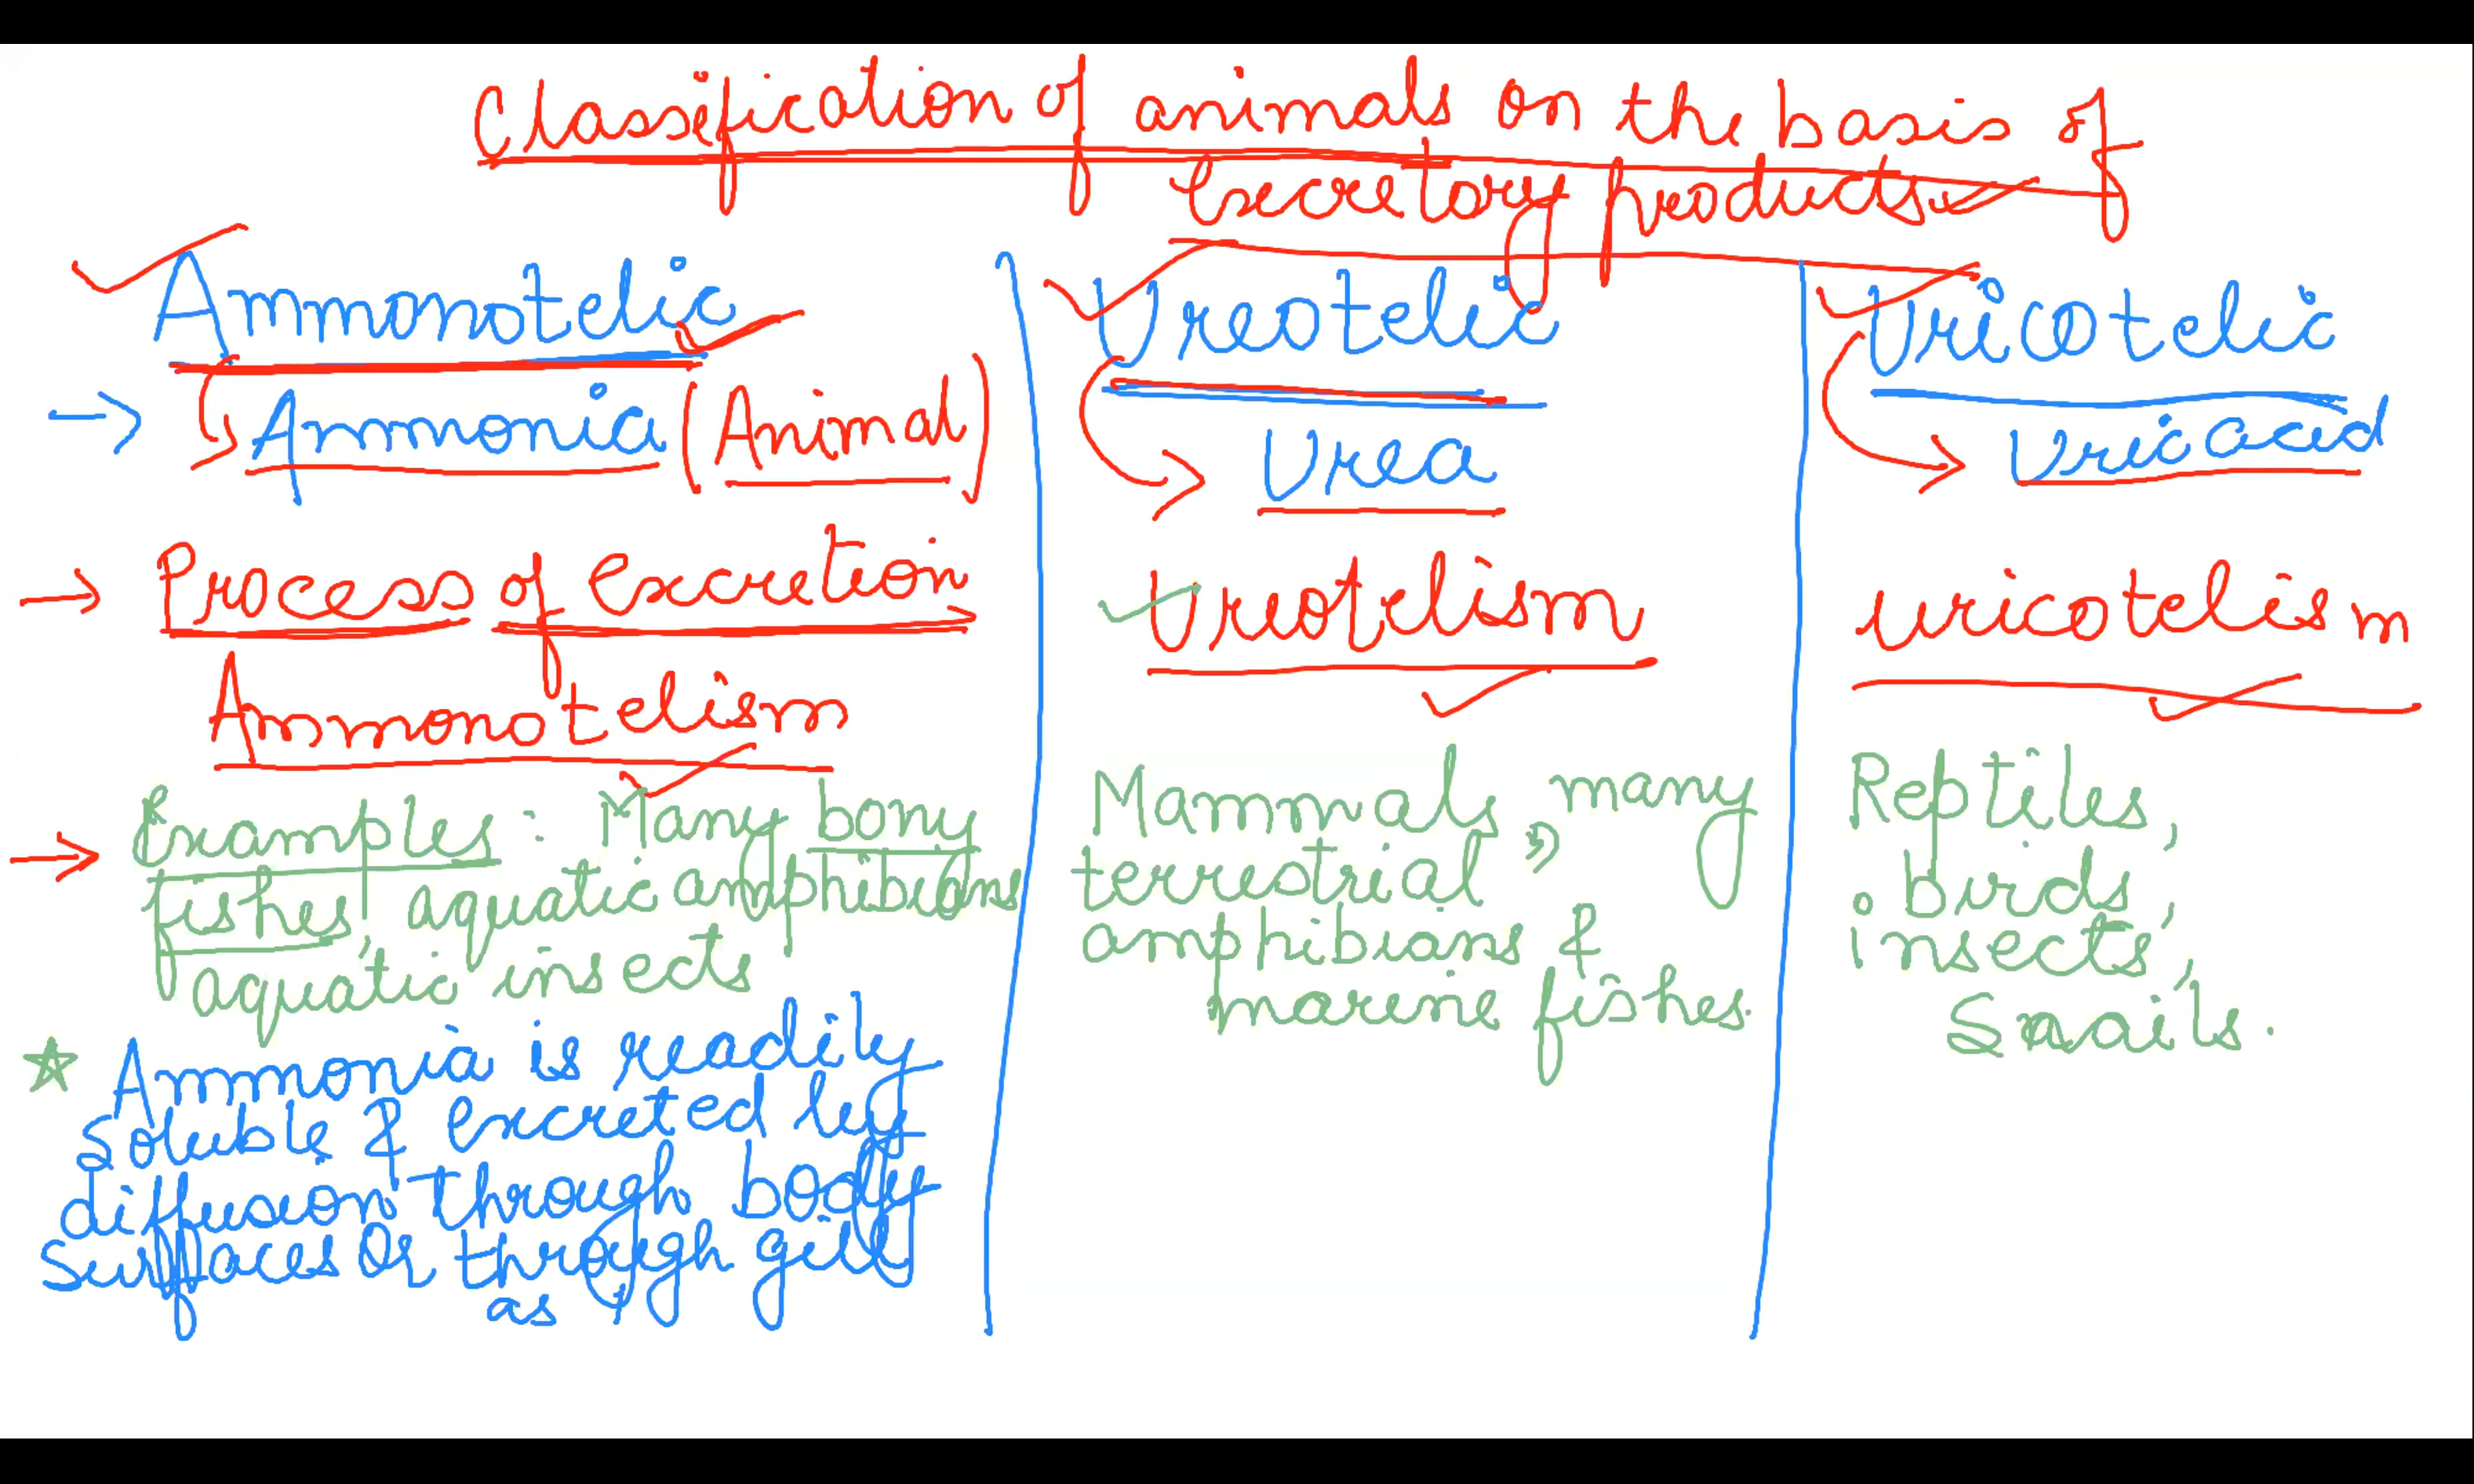 Classification of animals on the basis of
Excretory products
Ammonotelic
→ Ammonia (Animal)
→ Process of Excretion
Ammonotelism
→ Examples: Many bony
fishes, aquatic amphibians,
aquatic insects
☆ Ammonia is readily
soluble & Excreted by
diffusion through body
surfaces or through gill
as
Ureotelic
→ Urea
Ureotelism
Mammals, many
terrestrial
amphibians &
marine fishes.
Uricotelic
→ Uric acid
uricotelism
Reptiles,
birds,
insects,
Snails.